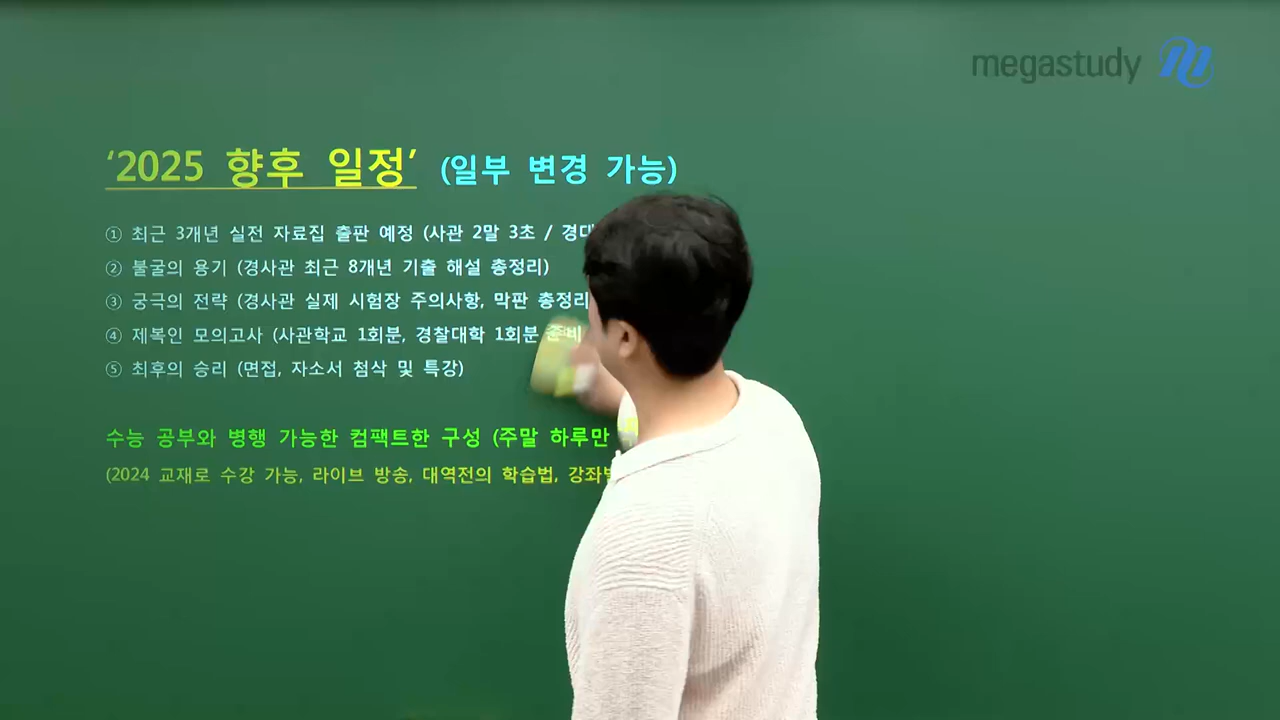 megastudy
‘2025 향후 일정’ (일부 변경 가능)
① 최근 3개년 실전 자료집 출판 예정 (사관 2말 3초 / 경대
② 불굴의 용기 (경사관 최근 8개년 기출 해설 총정리)
③ 궁극의 전략 (경사관 실제 시험장 주의사항, 막판 총정리
④ 제복인 모의고사 (사관학교 1회분, 경찰대학 1회분 준비
⑤ 최후의 승리 (면접, 자소서 첨삭 및 특강)
수능 공부와 병행 가능한 컴팩트한 구성 (주말 하루만
(2024 교재로 수강 가능, 라이브 방송, 대역전의 학습법,